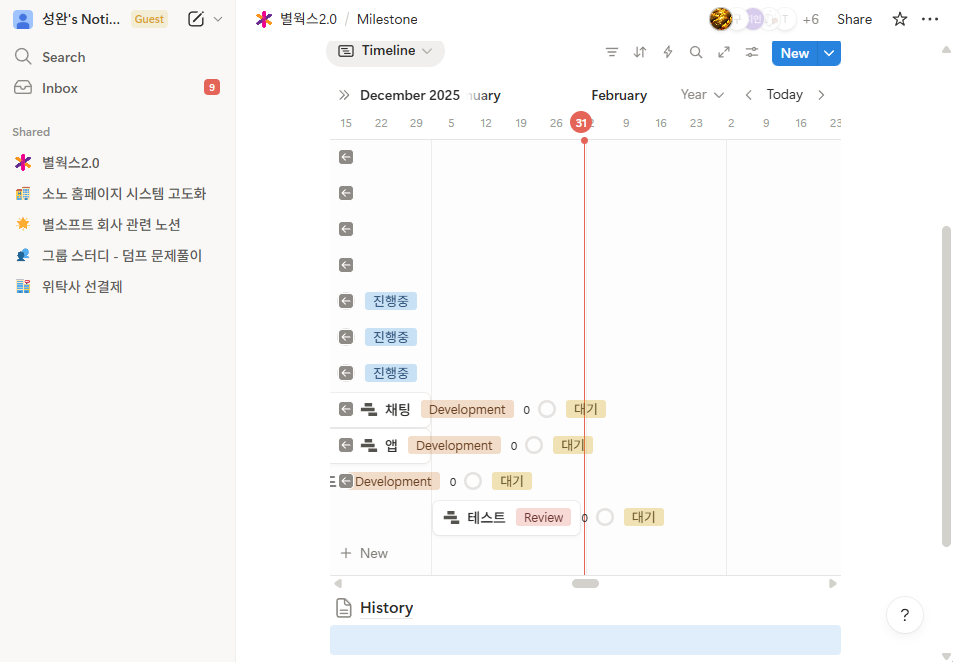 성완's Noti... Guest
별웍스2.0 / Milestone
+6 Share
Search
Inbox 9
Shared
별웍스2.0
소노 홈페이지 시스템 고도화
별소프트 회사 관련 노션
그룹 스터디 - 덤프 문제풀이
위탁사 선결제
Timeline
New
December 2025 uary February Year Today
15 22 29 5 12 19 26 31 2 9 16 23 2 9 16 23
진행중
진행중
진행중
채팅 Development 0 대기
앱 Development 0 대기
Development 0 대기
테스트 Review 0 대기
+ New
History
?